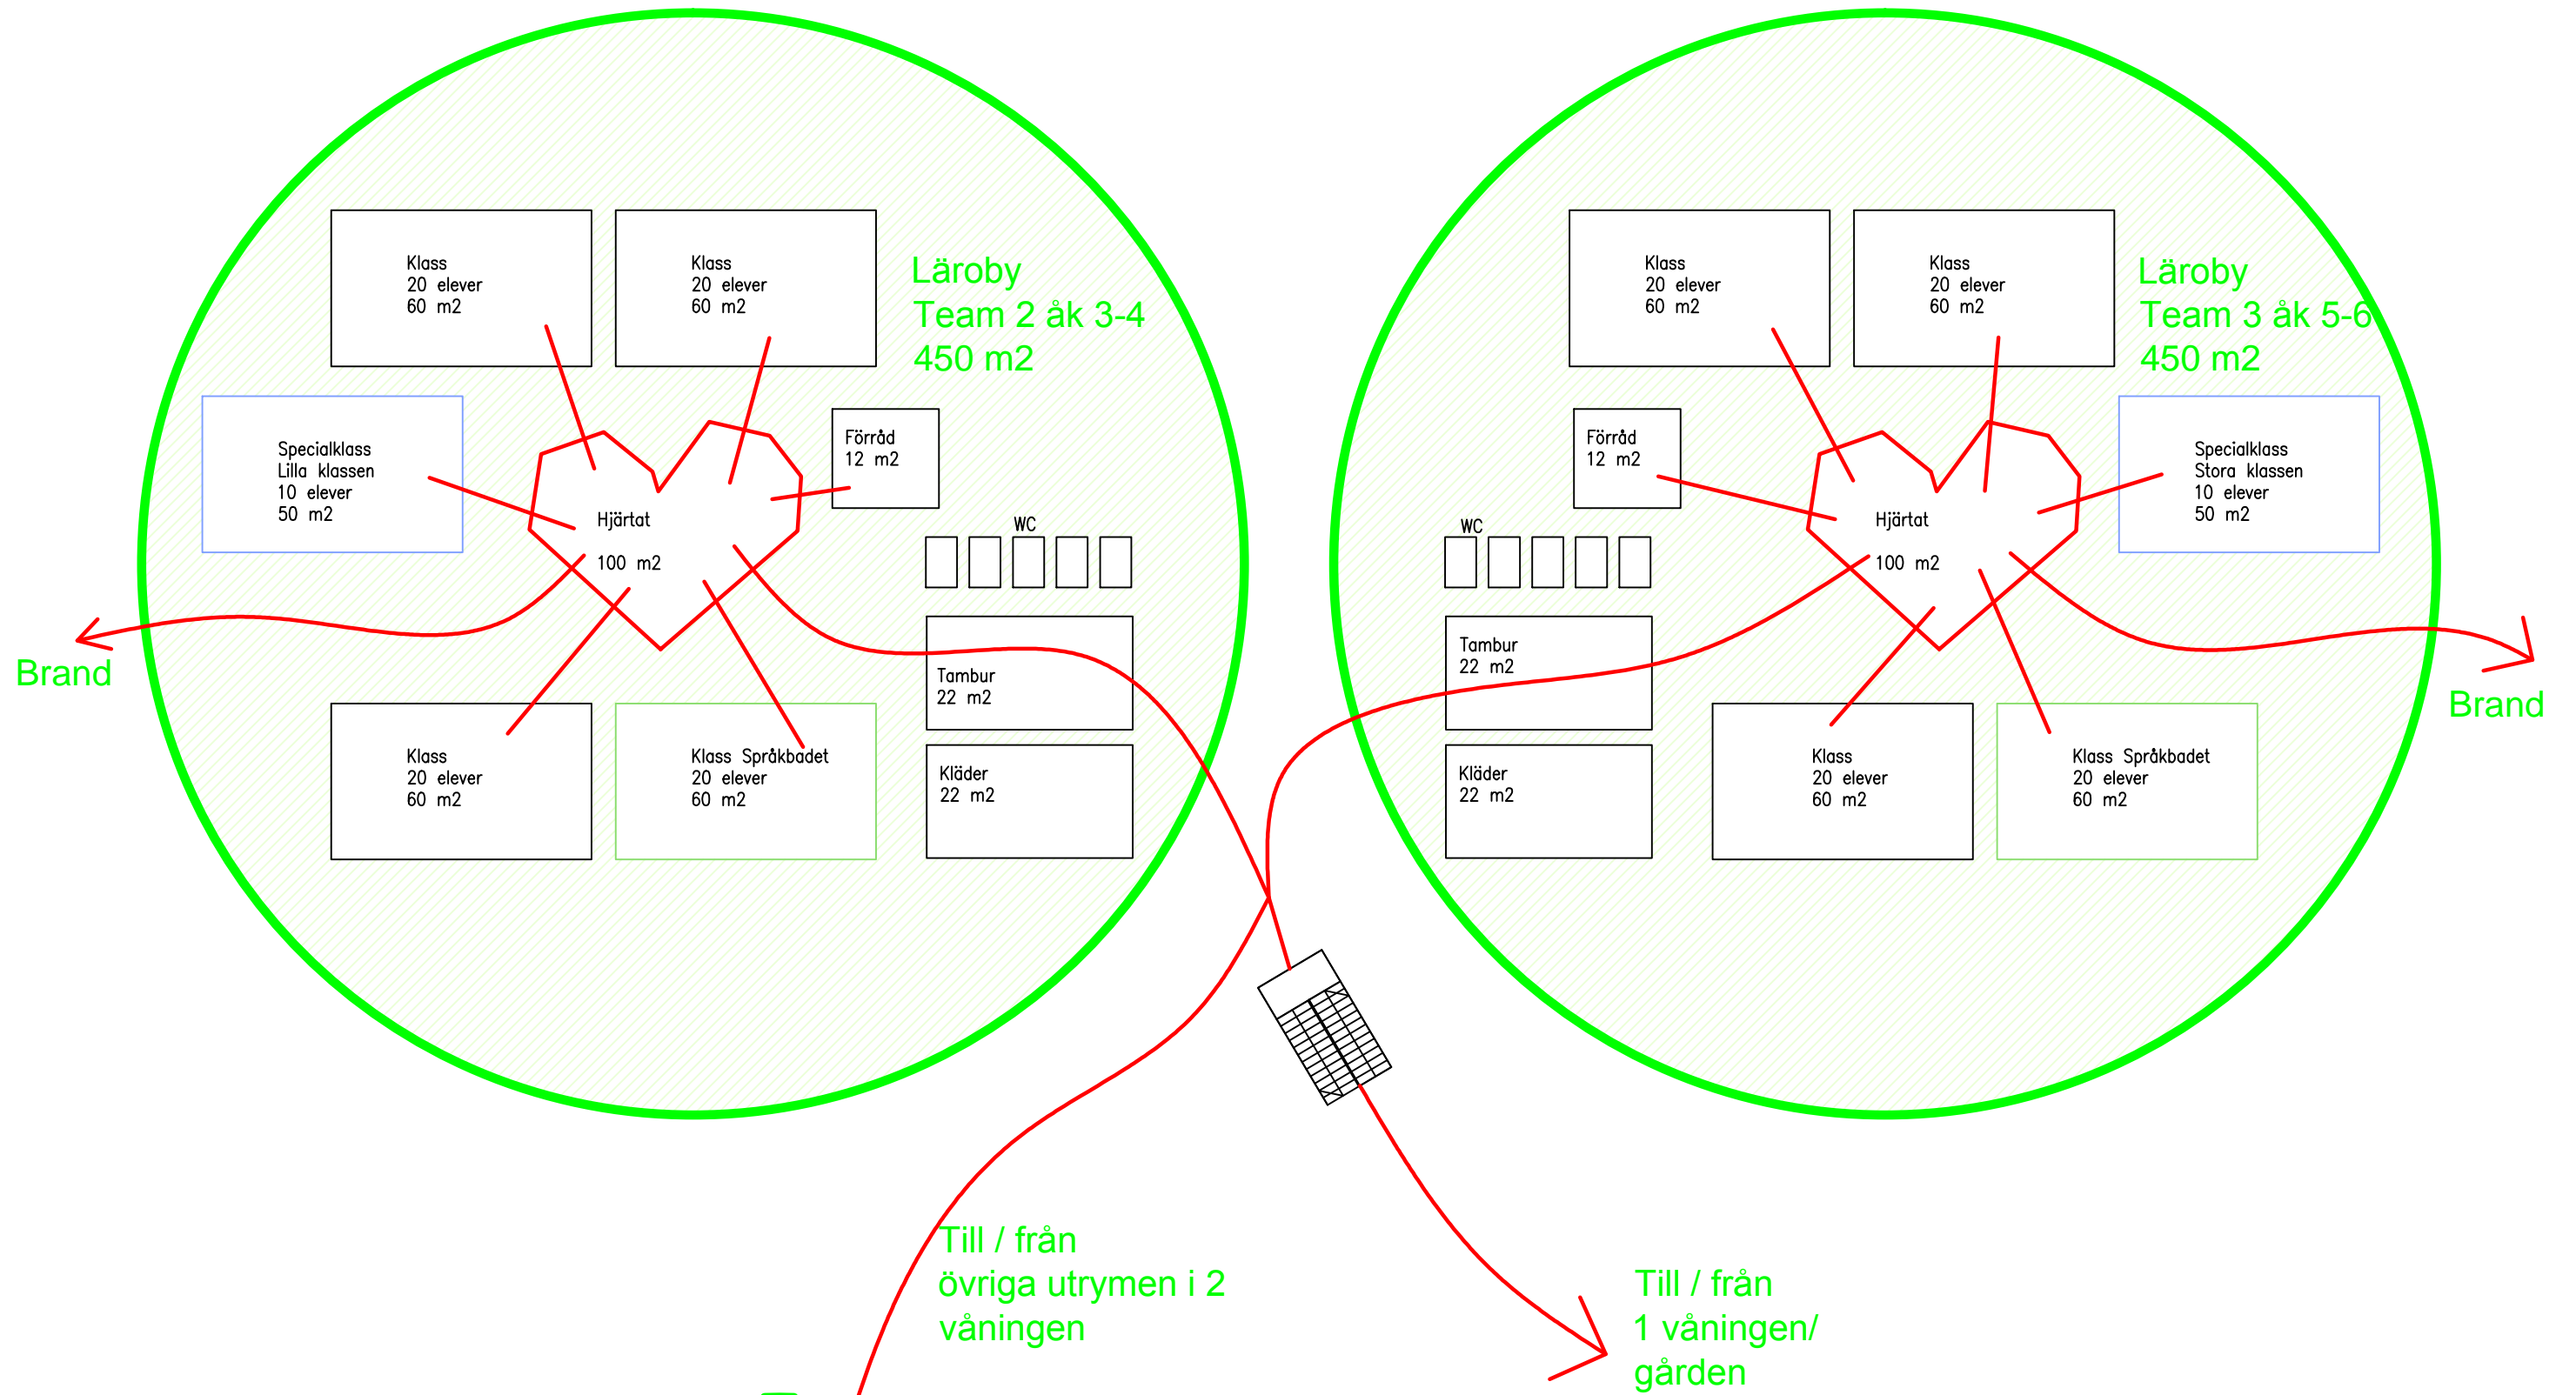 Klass
20 elever
60 m2
Klass
20 elever
60 m2
Läroby
Team 2 åk 3-4
450 m2
Specialklass
Lilla klassen
10 elever
50 m2
Förråd
12 m2
Hjärtat
100 m2
WC
Brand
Tambur
22 m2
Klass
20 elever
60 m2
Klass Språkbadet
20 elever
60 m2
Kläder
22 m2
Klass
20 elever
60 m2
Klass
20 elever
60 m2
Läroby
Team 3 åk 5-6
450 m2
Förråd
12 m2
Specialklass
Stora klassen
10 elever
50 m2
Hjärtat
100 m2
WC
Tambur
22 m2
Brand
Kläder
22 m2
Klass
20 elever
60 m2
Klass Språkbadet
20 elever
60 m2
Till / från
övriga utrymen i 2
våningen
Till / från
1 våningen/
gården